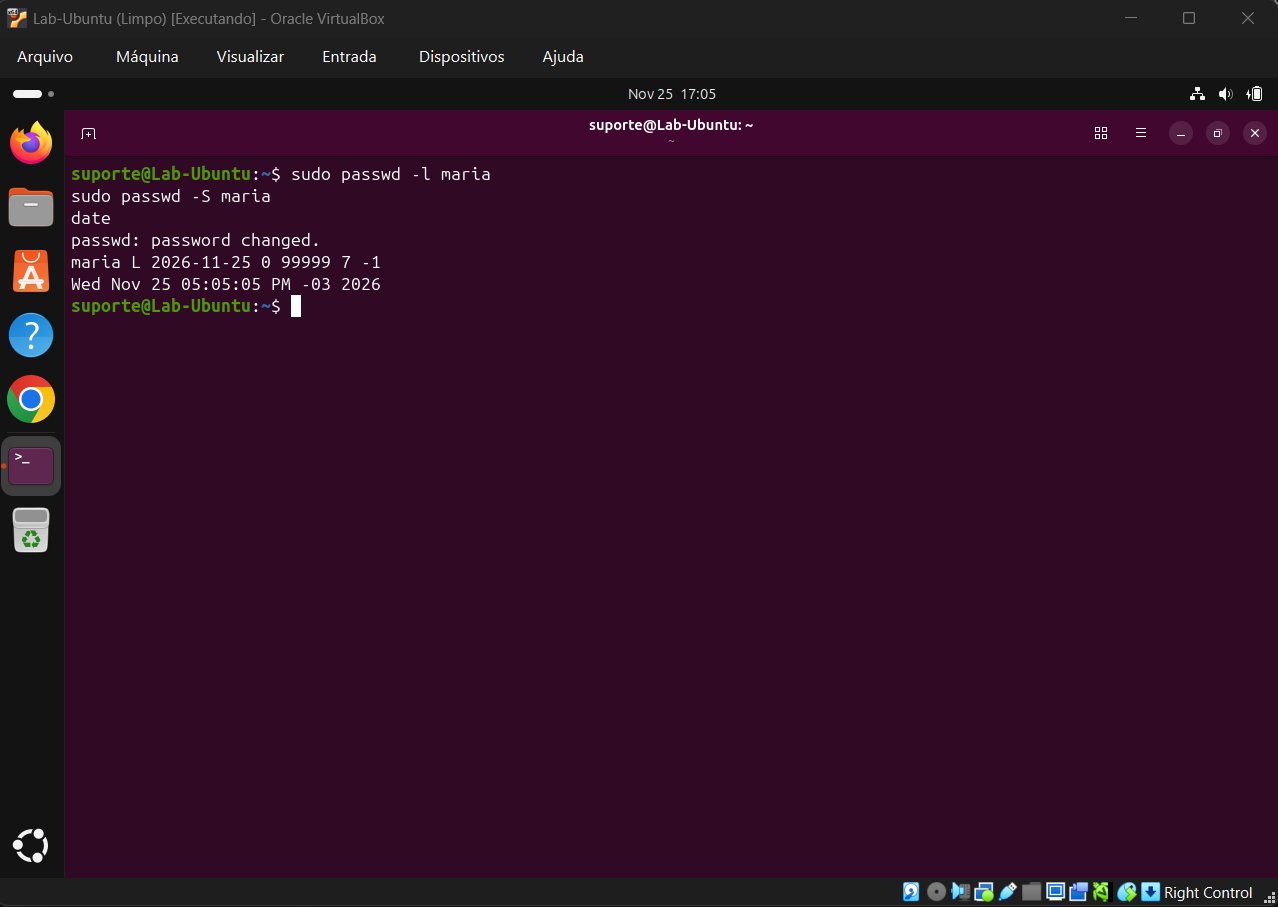 Lab-Ubuntu (Limpo) [Executando] - Oracle VirtualBox
Arquivo Máquina Visualizar Entrada Dispositivos Ajuda
Nov 25 17:05
suporte@Lab-Ubuntu: ~
~
suporte@Lab-Ubuntu:~$ sudo passwd -l maria
sudo passwd -S maria
date
passwd: password changed.
maria L 2026-11-25 0 99999 7 -1
Wed Nov 25 05:05:05 PM -03 2026
suporte@Lab-Ubuntu:~$
Right Control